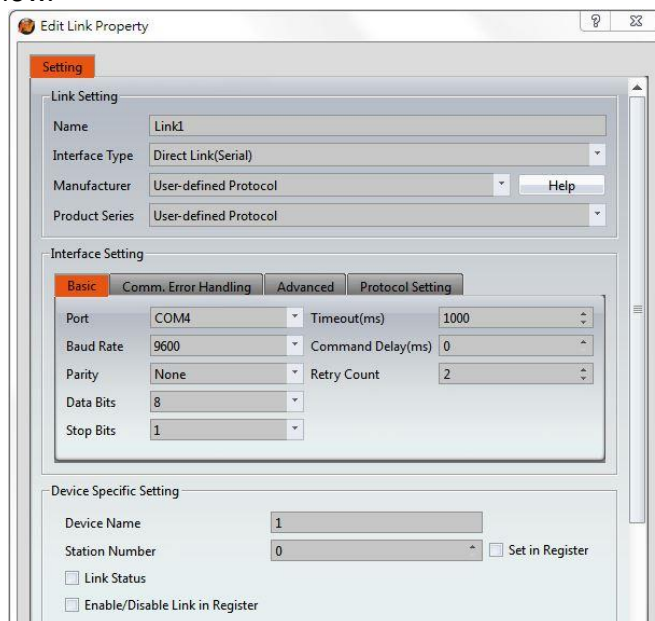 Edit Link Property
Setting
Link Setting
Name Link1
Interface Type Direct Link(Serial)
Manufacturer User-defined Protocol Help
Product Series User-defined Protocol
Interface Setting
Basic Comm. Error Handling Advanced Protocol Setting
Port COM4 Timeout(ms) 1000
Baud Rate 9600 Command Delay(ms) 0
Parity None Retry Count 2
Data Bits 8
Stop Bits 1
Device Specific Setting
Device Name 1
Station Number 0 Set in Register
Link Status
Enable/Disable Link in Register